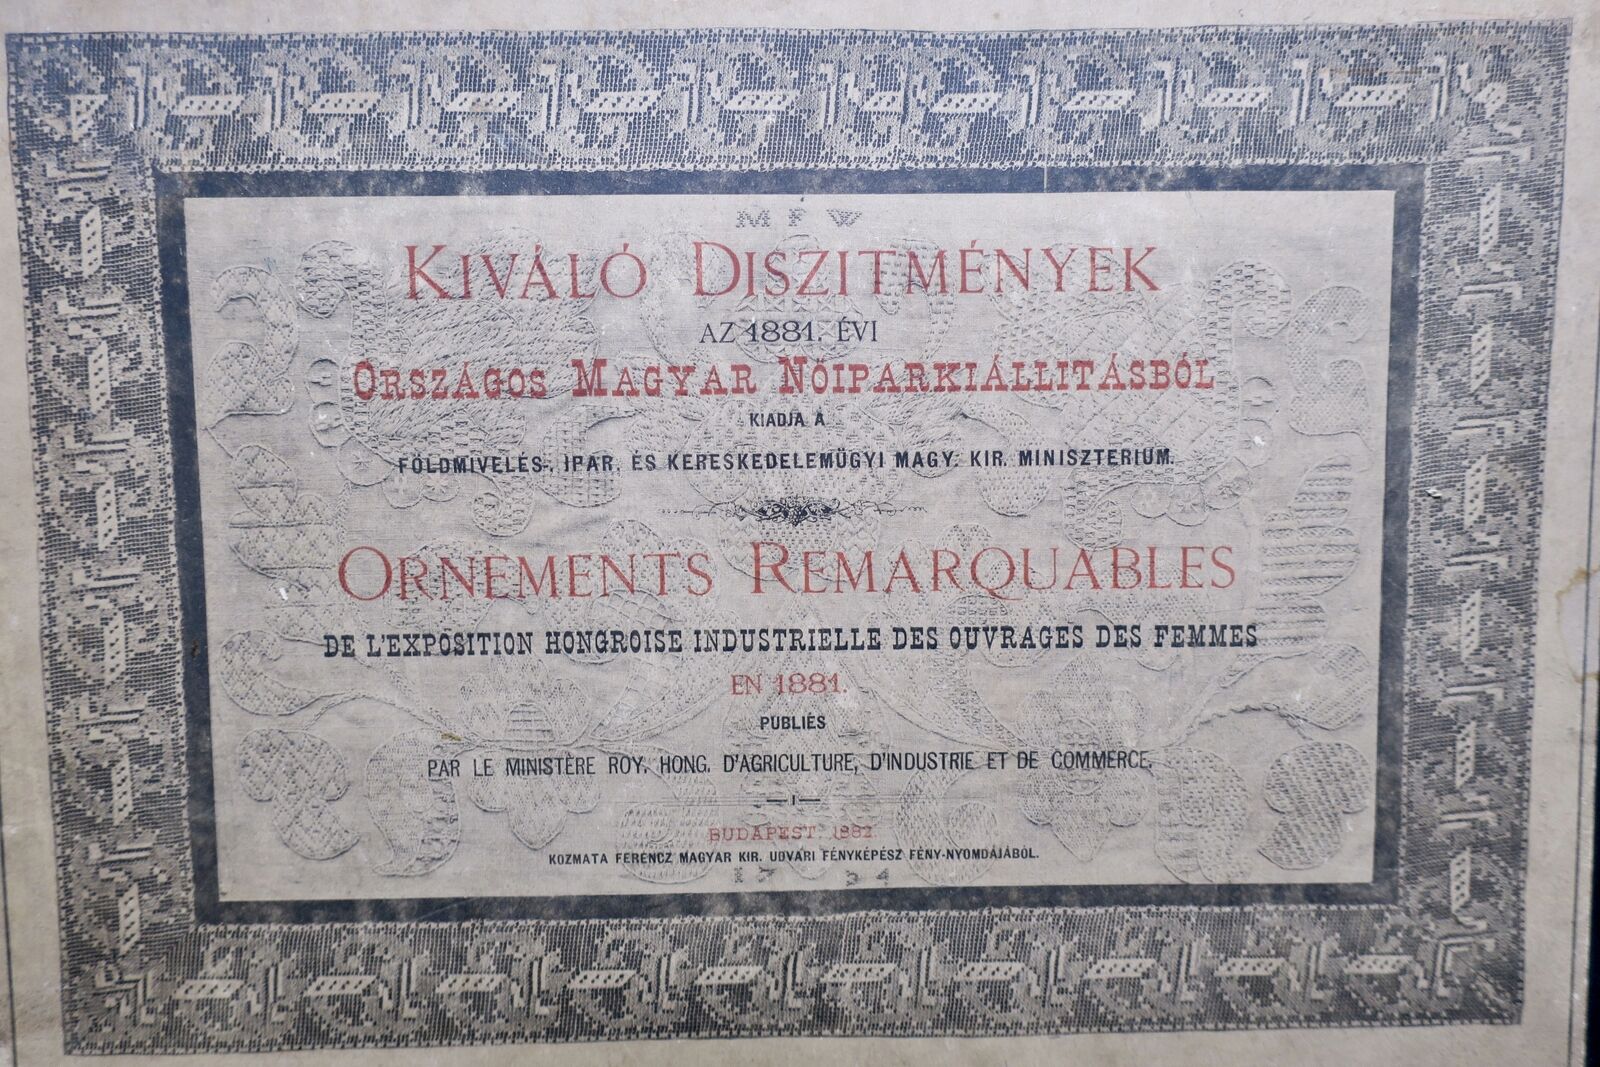 M F W
KIVÁLÓ DISZITMÉNYEK
AZ 1881. ÉVI
ORSZÁGOS MAGYAR NŐIPARKIÁLLITÁSBÓL
KIADJA A
FÖLDMIVELÉS-, IPAR, ÉS KERESKEDELEMÜGYI MAGY. KIR. MINISZTERIUM.
ORNEMENTS REMARQUABLES
DE L'EXPOSITION HONGROISE INDUSTRIELLE DES OUVRAGES DES FEMMES
EN 1881.
PUBLIÉS
PAR LE MINISTÈRE ROY. HONG. D'AGRICULTURE, D'INDUSTRIE ET DE COMMERCE.
BUDAPEST 1882.
KOZMATA FERENCZ MAGYAR KIR. UDVARI FÉNYKÉPÉSZ FÉNY-NYOMDÁJÁBÓL.